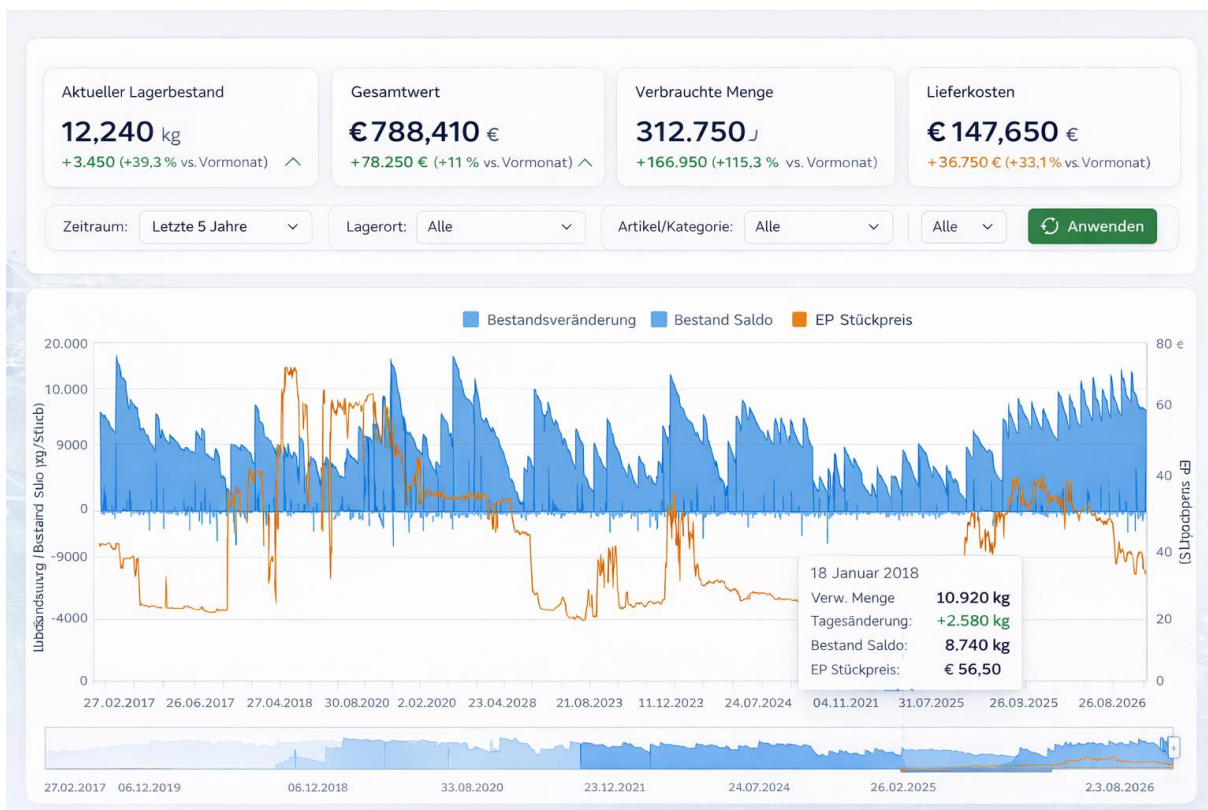 Aktueller Lagerbestand
12,240 kg
+3.450 (+39,3 % vs. Vormonat)
Gesamtwert
€ 788,410 €
+78.250 € (+11 % vs. Vormonat)
Verbrauchte Menge
312.750
+166.950 (+115,3 % vs. Vormonat)
Lieferkosten
€ 147,650 €
+36.750 € (+33,1 % vs. Vormonat)
Zeitraum: Letzte 5 Jahre
Lagerort: Alle
Artikel/Kategorie: Alle
Alle
Anwenden
Bestandsveränderung Bestand Saldo EP Stückpreis
20.000
10.000
9000
0
-9000
-4000
0
/ Bestand
80 €
60
40
40
20
0
EP
18 Januar 2018
Verw. Menge 10.920 kg
Tagesänderung: +2.580 kg
Bestand Saldo: 8.740 kg
EP Stückpreis: € 56,50
27.02.2017 26.06.2017 27.04.2018 30.08.2020 2.02.2020 23.04.2028 21.08.2023 11.12.2023 24.07.2024 04.11.2021 31.07.2025 26.03.2025 26.08.2026
27.02.2017 06.12.2019 06.12.2018 33.08.2020 23.12.2021 24.07.2024 26.02.2025 23.08.2026